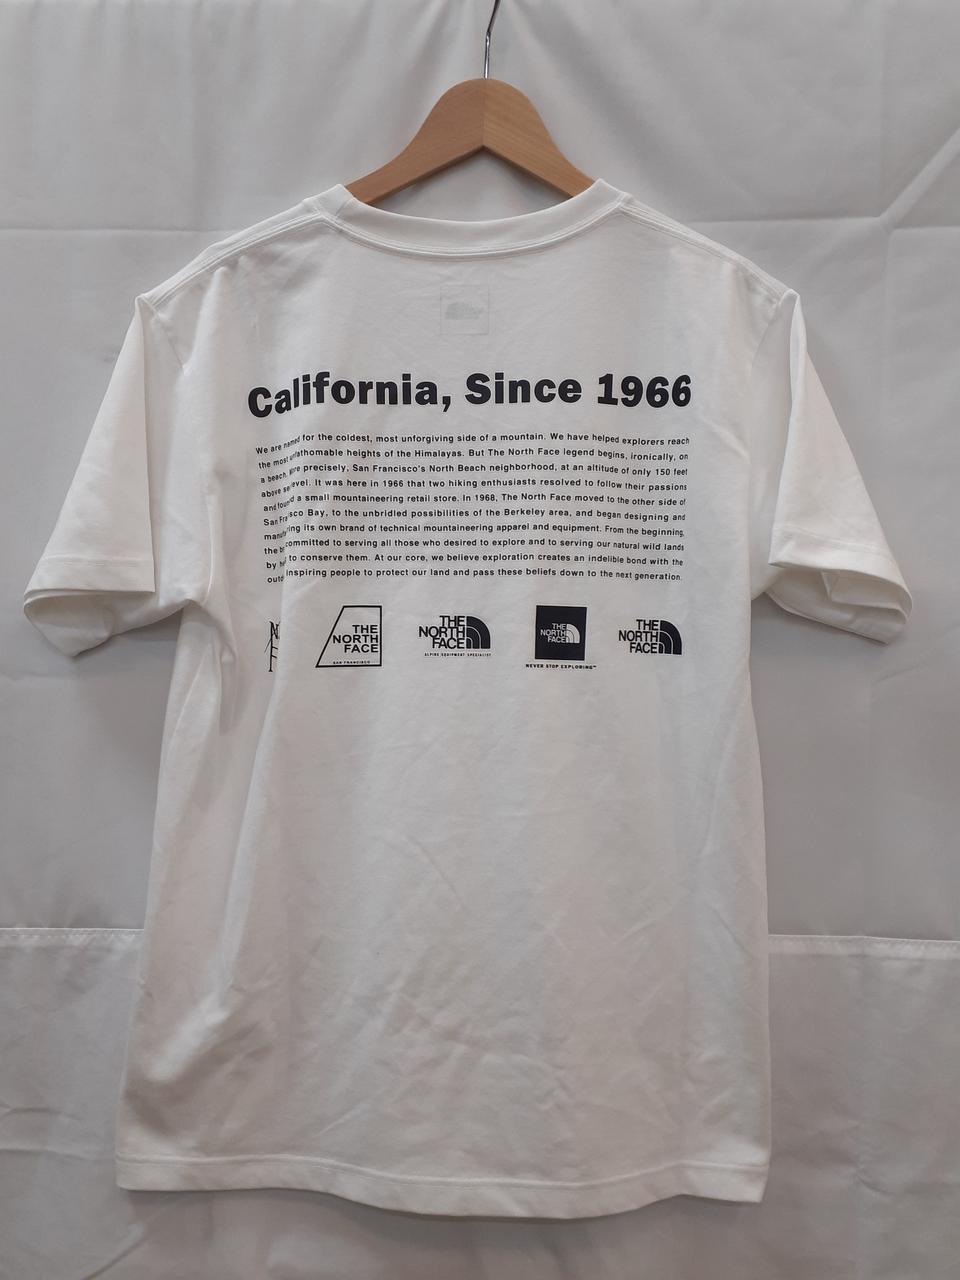 California, Since 1966
We are named for the coldest, most unforgiving side of a mountain. We have helped explorers reach
the most unfathomable heights of the Himalayas. But The North Face legend begins, ironically, on
a beach. More precisely, San Francisco's North Beach neighborhood, at an altitude of only 150 feet
above sea level. It was here in 1966 that two hiking enthusiasts resolved to follow their passions
and found a small mountaineering retail store. In 1968, The North Face moved to the other side of
San Francisco Bay, to the unbridled possibilities of the Berkeley area, and began designing and
its own brand of technical mountaineering apparel and equipment. From the beginning,
the committed to serving all those who desired to explore and to serving our natural wild lands
by to conserve them. At our core, we believe exploration creates an indelible bond with the
inspiring people to protect our land and pass these beliefs down to the next generation.
THE NORTH FACE
SAN FRANCISCO
THE NORTH FACE
ALPINE EQUIPMENT SPECIALIST
THE NORTH FACE
NEVER STOP EXPLORING™
THE NORTH FACE